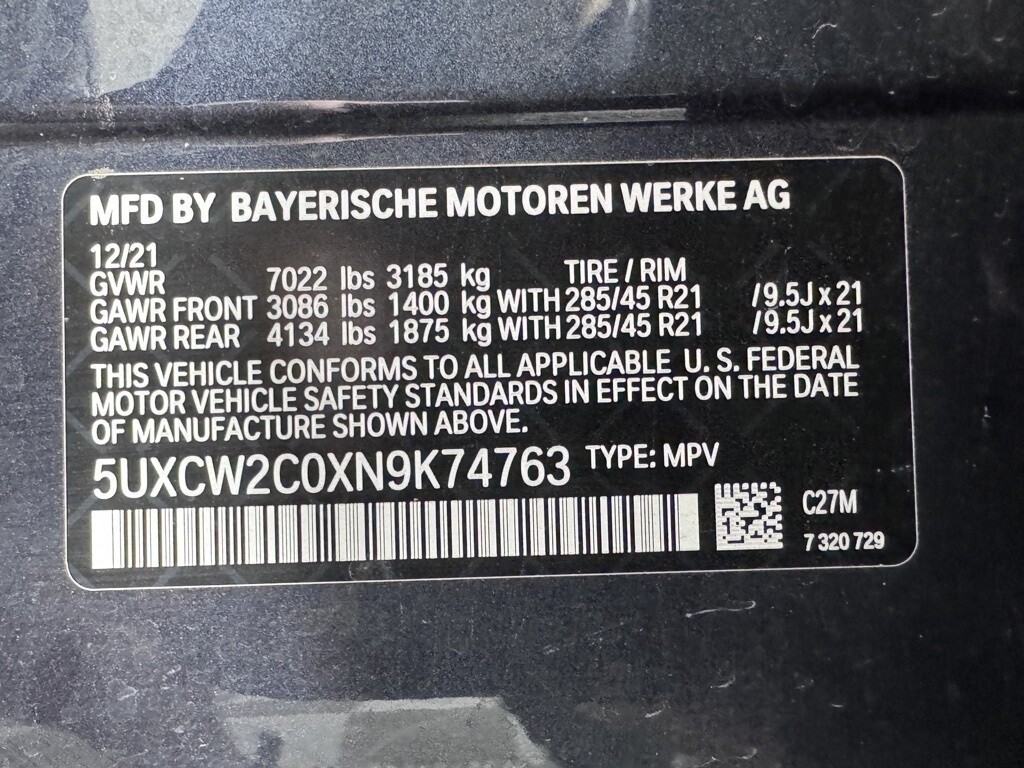 MFD BY BAYERISCHE MOTOREN WERKE AG
12/21
GVWR 7022 lbs 3185 kg TIRE / RIM
GAWR FRONT 3086 lbs 1400 kg WITH 285/45 R21 /9.5J x 21
GAWR REAR 4134 lbs 1875 kg WITH 285/45 R21 /9.5J x 21
THIS VEHICLE CONFORMS TO ALL APPLICABLE U. S. FEDERAL
MOTOR VEHICLE SAFETY STANDARDS IN EFFECT ON THE DATE
OF MANUFACTURE SHOWN ABOVE.
5UXCW2C0XN9K74763 TYPE: MPV
C27M
7 320 729